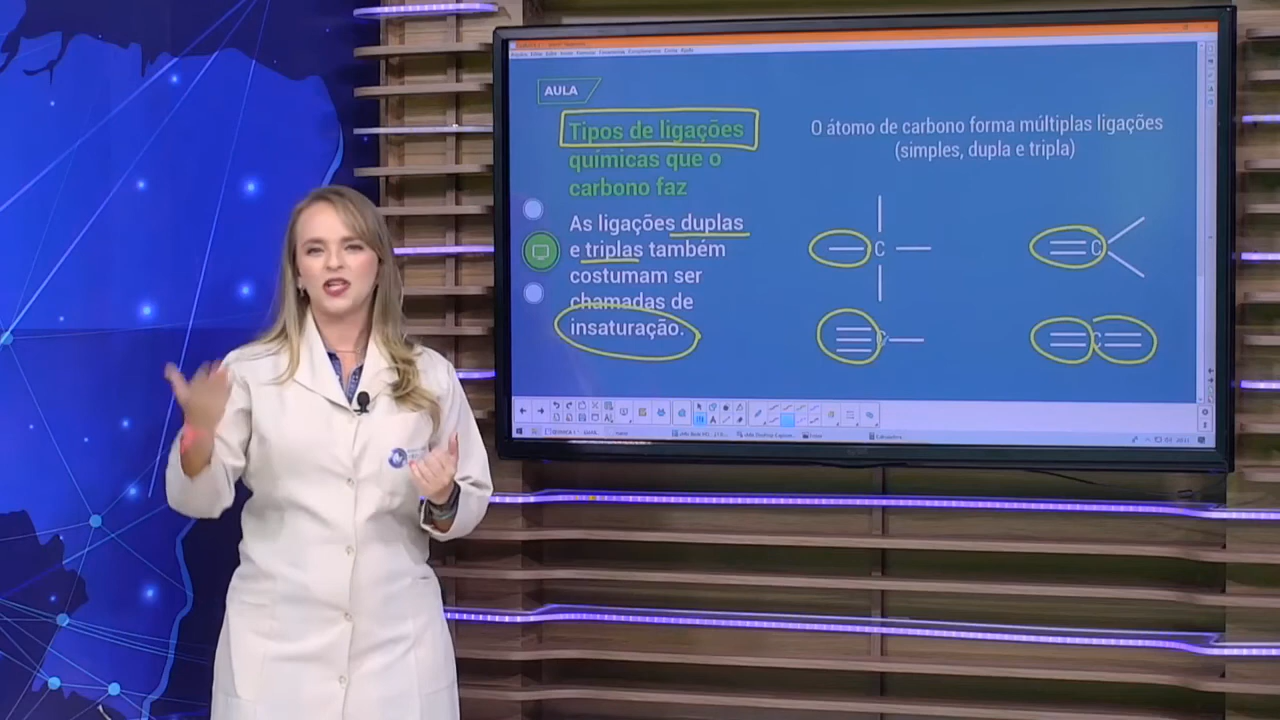 AULA
Tipos de ligações
químicas que o
carbono faz
As ligações duplas
e triplas também
costumam ser
chamadas de
insaturação.
O átomo de carbono forma múltiplas ligações
(simples, dupla e tripla)
C
C
C
C